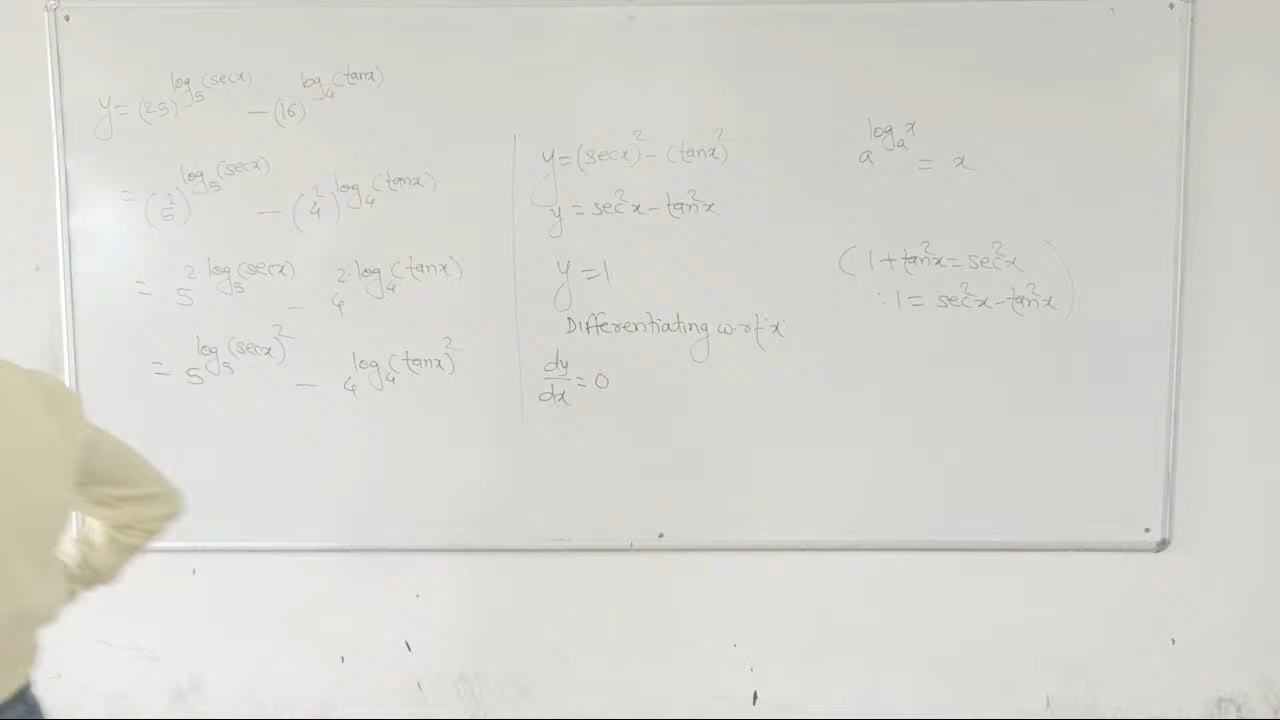 y = (25)^{log_5(secx)} - (16)^{log_4(tanx)}
= (5^2)^{log_5(secx)} - (4^2)^{log_4(tanx)}
= 5^{2·log_5(secx)} - 4^{2·log_4(tanx)}
= 5^{log_5(secx)^2} - 4^{log_4(tanx)^2}
y = (secx)^2 - (tanx)^2
y = sec^2x - tan^2x
y = 1
Differentiating w.r.t 'x'
dy/dx = 0
a^{log_a x} = x
(1 + tan^2x = sec^2x
∴ 1 = sec^2x - tan^2x)